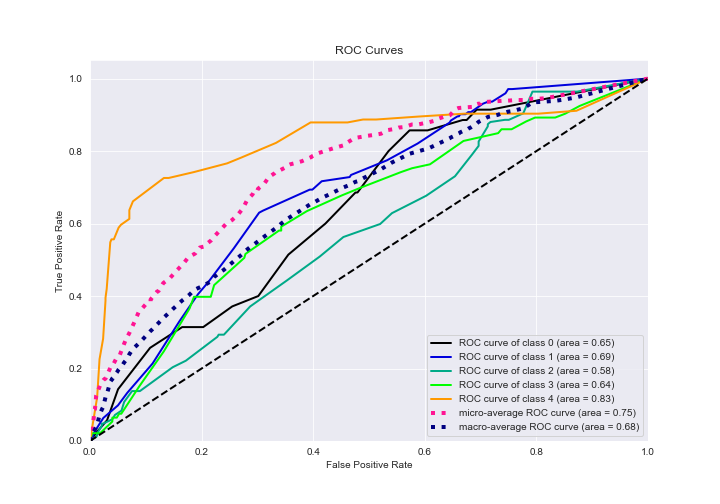 ROC Curves
True Positive Rate
1.0
0.8
0.6
0.4
0.2
0.0
ROC curve of class 0 (area = 0.65)
ROC curve of class 1 (area = 0.69)
ROC curve of class 2 (area = 0.58)
ROC curve of class 3 (area = 0.64)
ROC curve of class 4 (area = 0.83)
micro-average ROC curve (area = 0.75)
macro-average ROC curve (area = 0.68)
0.0 0.2 0.4 0.6 0.8 1.0
False Positive Rate